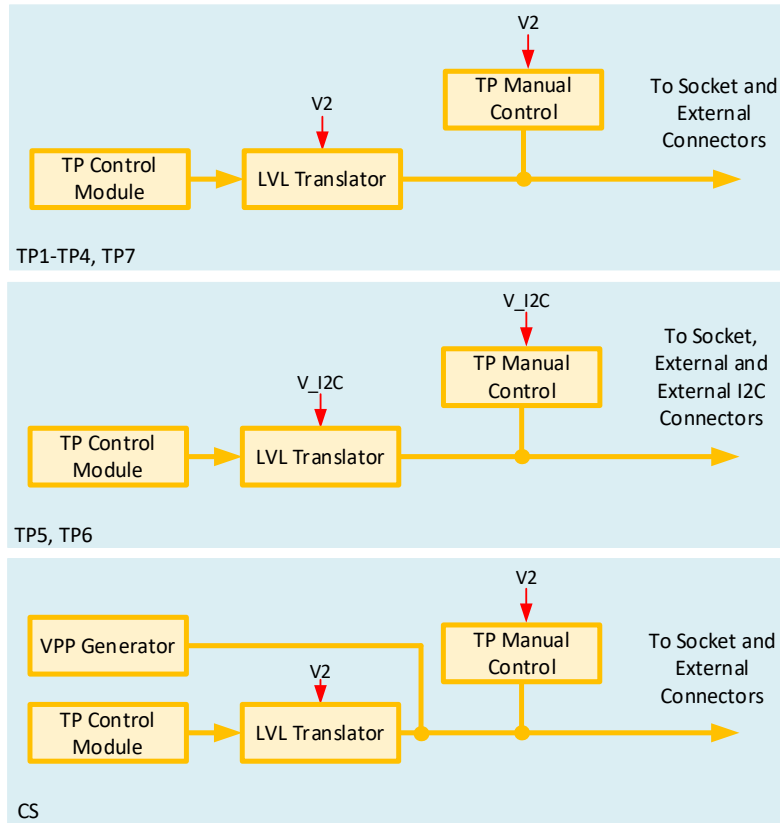 V2
V2
TP Manual
Control
To Socket and
External
Connectors
TP Control
Module
LVL Translator
TP1-TP4, TP7
V_I2C
V_I2C
TP Manual
Control
To Socket,
External and
External I2C
Connectors
TP Control
Module
LVL Translator
TP5, TP6
V2
VPP Generator
TP Manual
Control
To Socket and
External
Connectors
V2
TP Control
Module
LVL Translator
CS